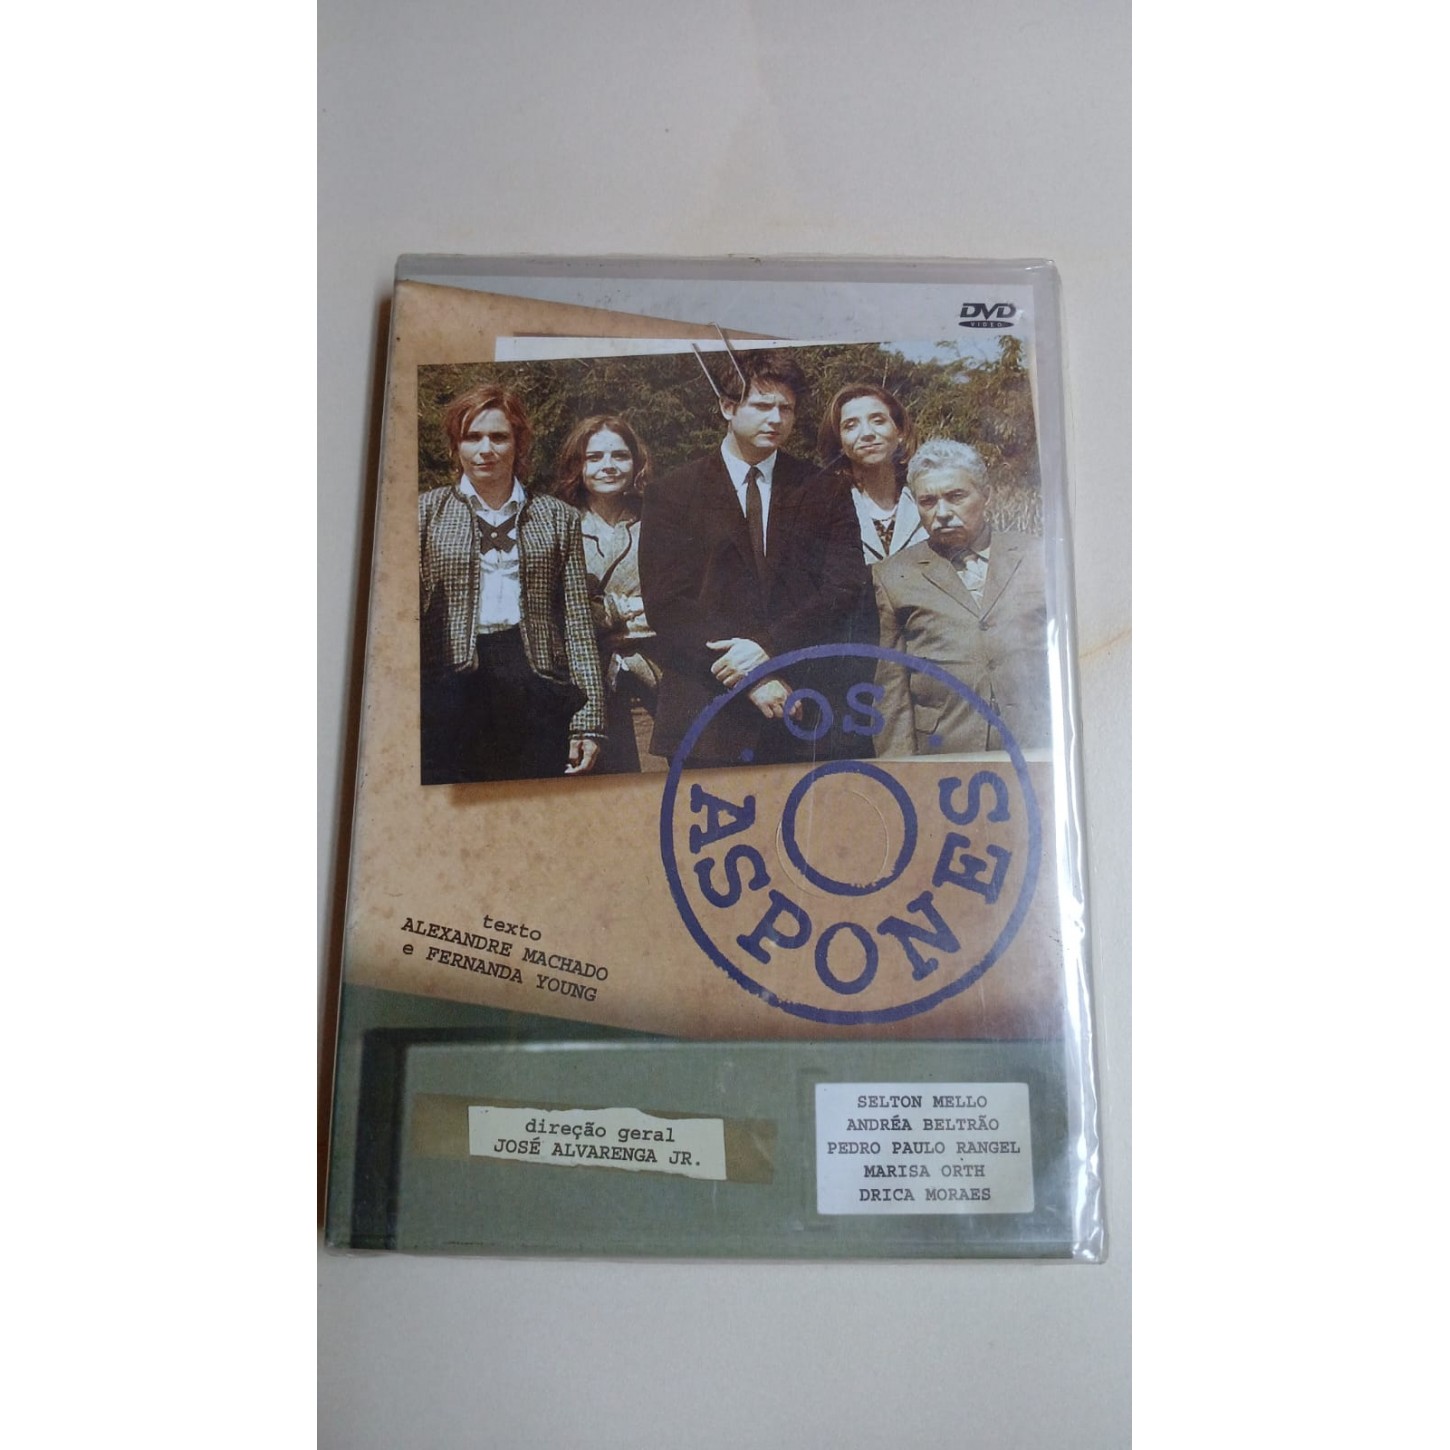 DVD
VIDEO
OS
ASPONES
texto
ALEXANDRE MACHADO
e FERNANDA YOUNG
direção geral
JOSÉ ALVARENGA JR.
SELTON MELLO
ANDRÉA BELTRÃO
PEDRO PAULO RANGEL
MARISA ORTH
DRICA MORAES